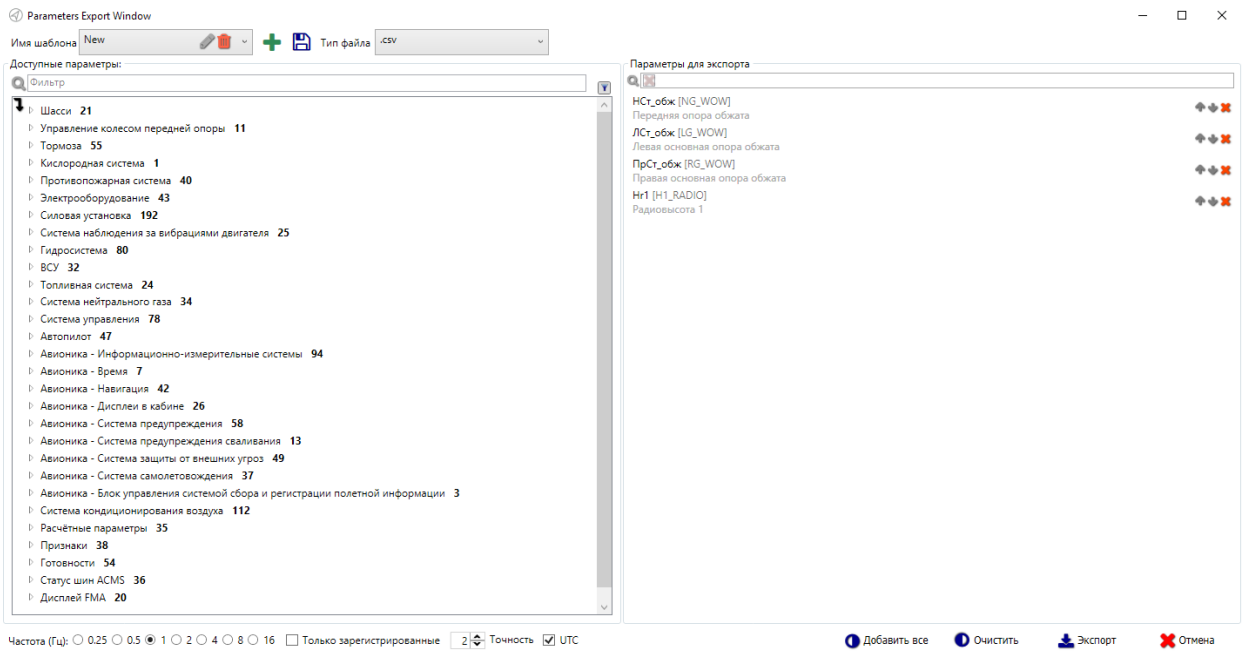 Parameters Export Window
Имя шаблона New Тип файла .csv
Доступные параметры:
Фильтр
Шасси 21
Управление колесом передней опоры 11
Тормоза 55
Кислородная система 1
Противопожарная система 40
Электрооборудование 43
Силовая установка 192
Система наблюдения за вибрациями двигателя 25
Гидросистема 80
ВСУ 32
Топливная система 24
Система нейтрального газа 34
Система управления 78
Автопилот 47
Авионика - Информационно-измерительные системы 94
Авионика - Время 7
Авионика - Навигация 42
Авионика - Дисплеи в кабине 26
Авионика - Система предупреждения 58
Авионика - Система предупреждения сваливания 13
Авионика - Система защиты от внешних угроз 49
Авионика - Система самолетовождения 37
Авионика - Блок управления системой сбора и регистрации полетной информации 3
Система кондиционирования воздуха 112
Расчётные параметры 35
Признаки 38
Готовности 54
Статус шин ACMS 36
Дисплей FMA 20
Параметры для экспорта
НСт_обж [NG_WOW]
Передняя опора обжата
ЛСт_обж [LG_WOW]
Левая основная опора обжата
ПрСт_обж [RG_WOW]
Правая основная опора обжата
Hr1 [H1_RADIO]
Радиовысота 1
Частота (Гц): 0.25 0.5 1 2 4 8 16 Только зарегистрированные 2 Точность UTC
Добавить все Очистить Экспорт Отмена